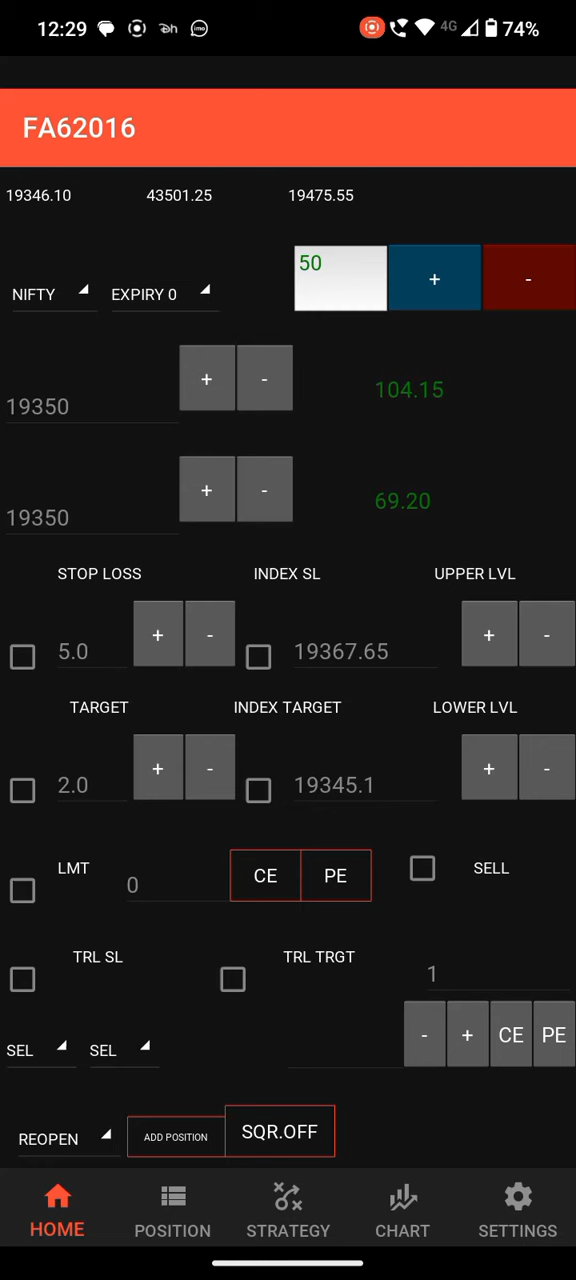 12:29 4G 74%
FA62016
19346.10 43501.25 19475.55
NIFTY EXPIRY 0 50 + -
19350 + - 104.15
19350 + - 69.20
STOP LOSS INDEX SL UPPER LVL
5.0 + - 19367.65 + -
TARGET INDEX TARGET LOWER LVL
2.0 + - 19345.1 + -
LMT 0 CE PE SELL
TRL SL TRL TRGT 1
SEL SEL - + CE PE
REOPEN ADD POSITION SQR.OFF
HOME POSITION STRATEGY CHART SETTINGS